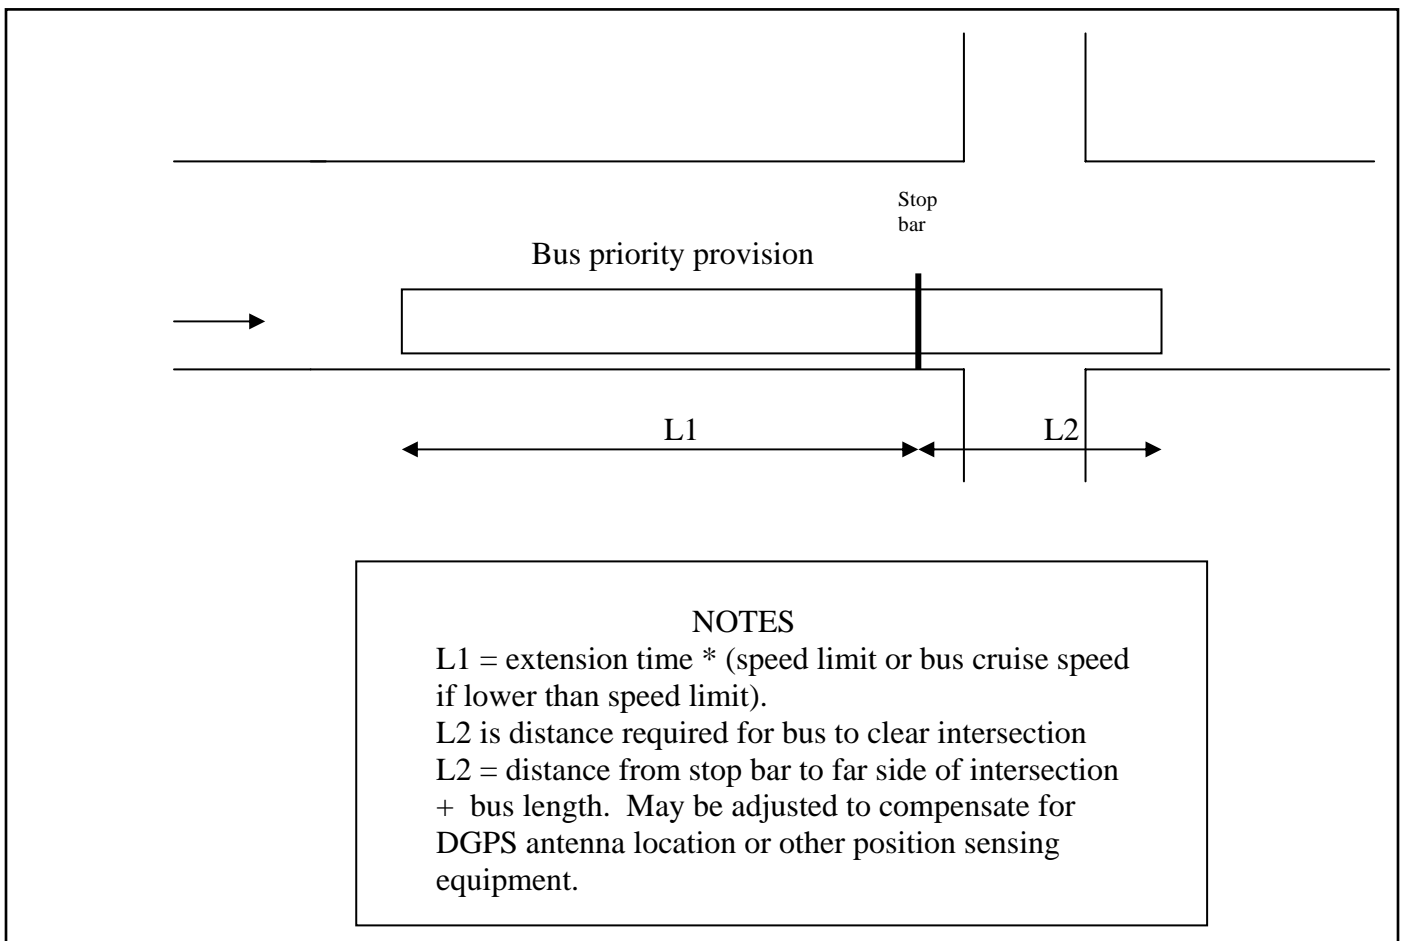 Stop
bar
Bus priority provision
L1
L2
NOTES
L1 = extension time * (speed limit or bus cruise speed
if lower than speed limit).
L2 is distance required for bus to clear intersection
L2 = distance from stop bar to far side of intersection
+ bus length. May be adjusted to compensate for
DGPS antenna location or other position sensing
equipment.